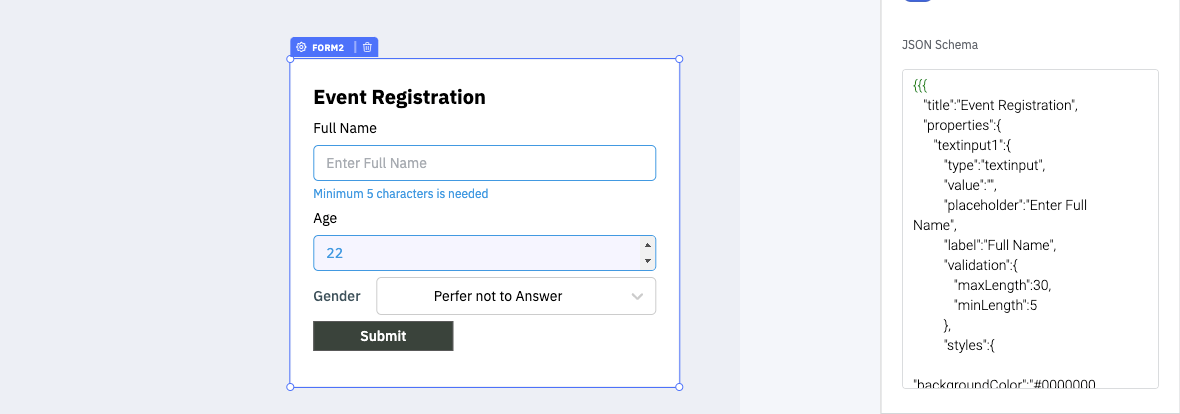 FORM2
Event Registration
Full Name
Enter Full Name
Minimum 5 characters is needed
Age
22
Gender
Perfer not to Answer
Submit
JSON Schema
{{{
"title":"Event Registration",
"properties":{
"textinput1":{
"type":"textinput",
"value":"",
"placeholder":"Enter Full
Name",
"label":"Full Name",
"validation":{
"maxLength":30,
"minLength":5
},
"styles":{
"backgroundColor":"#0000000